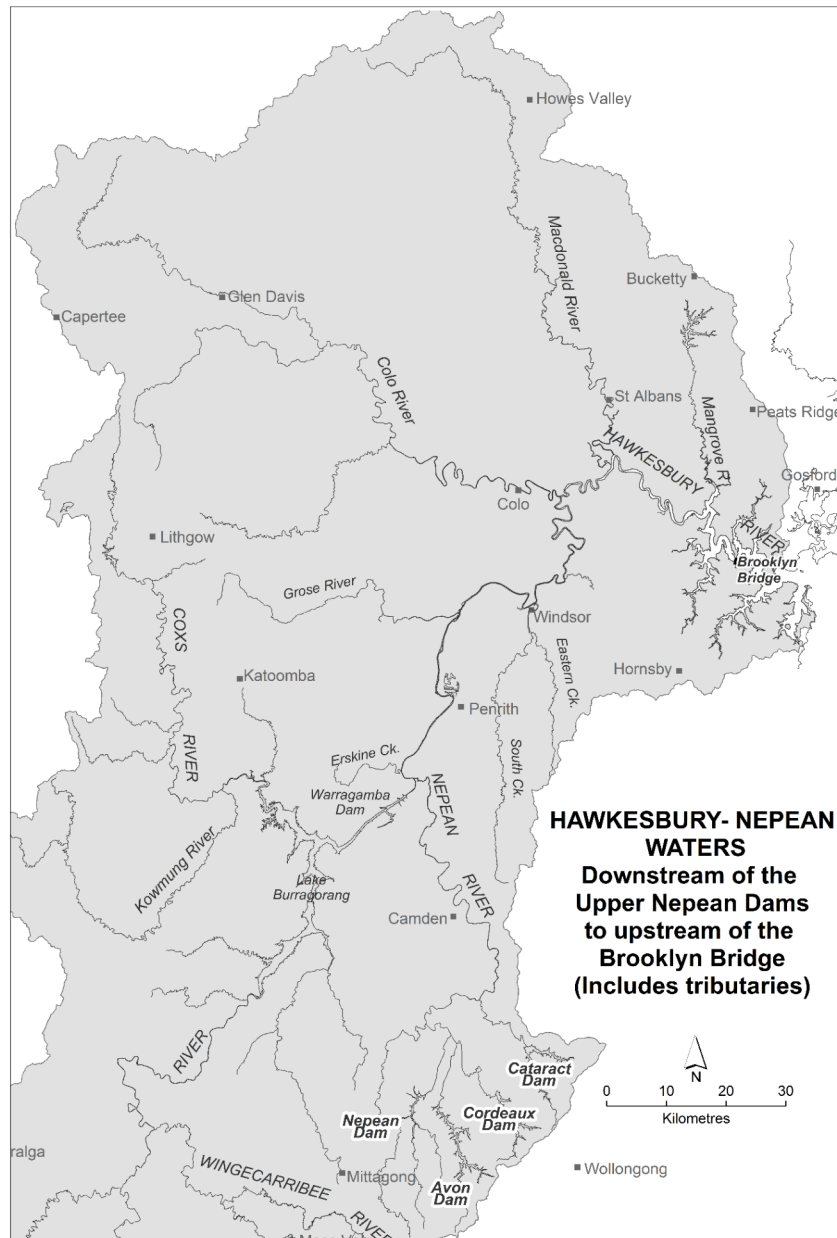 Howes Valley
Macdonald River
Bucketty
Glen Davis
Capertee
Colo River
St Albans
Mangrove R
Peats Ridge
HAWKESBURY
Gosford
Colo
RIVER
Lithgow
Brooklyn
Bridge
Grose River
Windsor
COXS
Eastern Ck.
Katoomba
Hornsby
Penrith
South Ck.
RIVER
Erskine Ck.
NEPEAN
Warragamba
Dam
HAWKESBURY- NEPEAN
WATERS
Downstream of the
Upper Nepean Dams
to upstream of the
Brooklyn Bridge
(Includes tributaries)
Kowmung River
Lake
Burragorang
RIVER
Camden
RIVER
Cataract
Dam
N
0 10 20 30
Kilometres
Nepean
Dam
Cordeaux
Dam
ralga
WINGECARRIBEE
Mittagong
Wollongong
Avon
Dam
RIVER